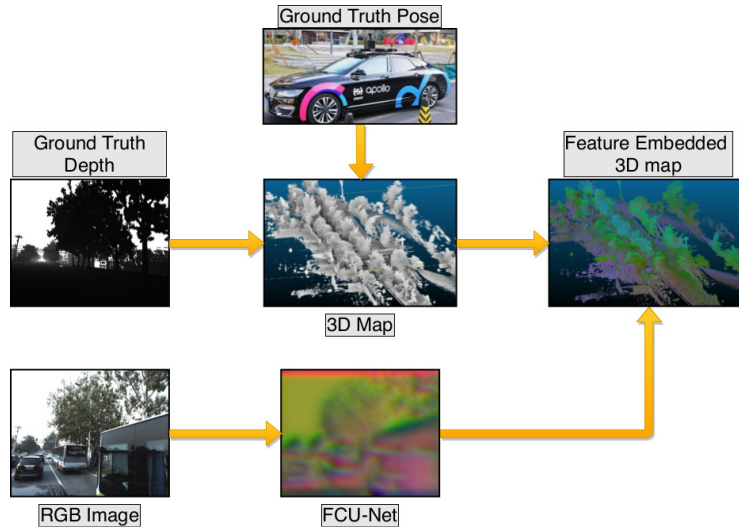 Ground Truth Pose
apollo
Ground Truth
Depth
Feature Embedded
3D map
3D Map
RGB Image
FCU-Net